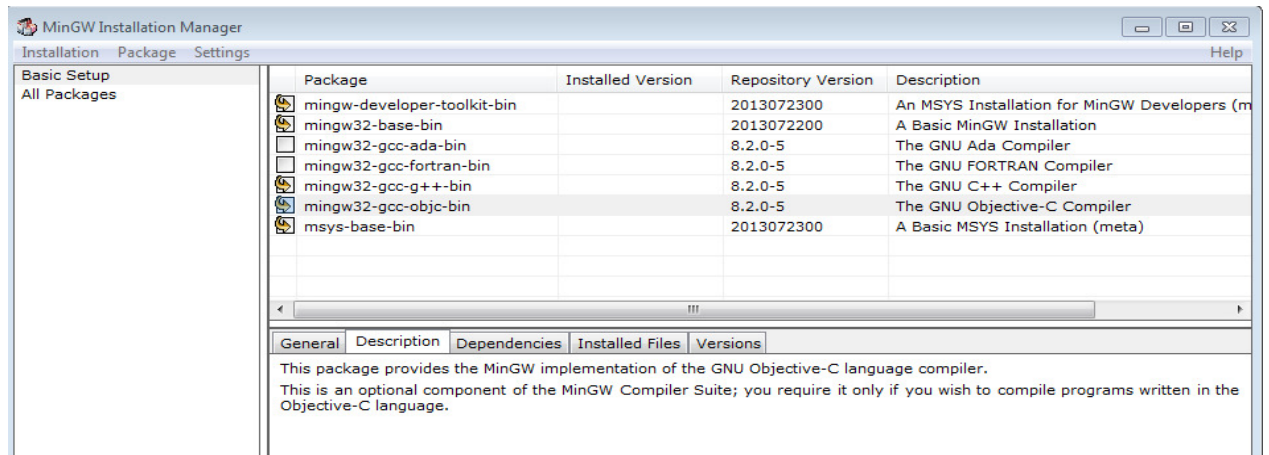 MinGW Installation Manager
Installation Package Settings Help
Basic Setup
All Packages
Package Installed Version Repository Version Description
mingw-developer-toolkit-bin 2013072300 An MSYS Installation for MinGW Developers (m
mingw32-base-bin 2013072200 A Basic MinGW Installation
mingw32-gcc-ada-bin 8.2.0-5 The GNU Ada Compiler
mingw32-gcc-fortran-bin 8.2.0-5 The GNU FORTRAN Compiler
mingw32-gcc-g++-bin 8.2.0-5 The GNU C++ Compiler
mingw32-gcc-objc-bin 8.2.0-5 The GNU Objective-C Compiler
msys-base-bin 2013072300 A Basic MSYS Installation (meta)
General Description Dependencies Installed Files Versions
This package provides the MinGW implementation of the GNU Objective-C language compiler.
This is an optional component of the MinGW Compiler Suite; you require it only if you wish to compile programs written in the
Objective-C language.